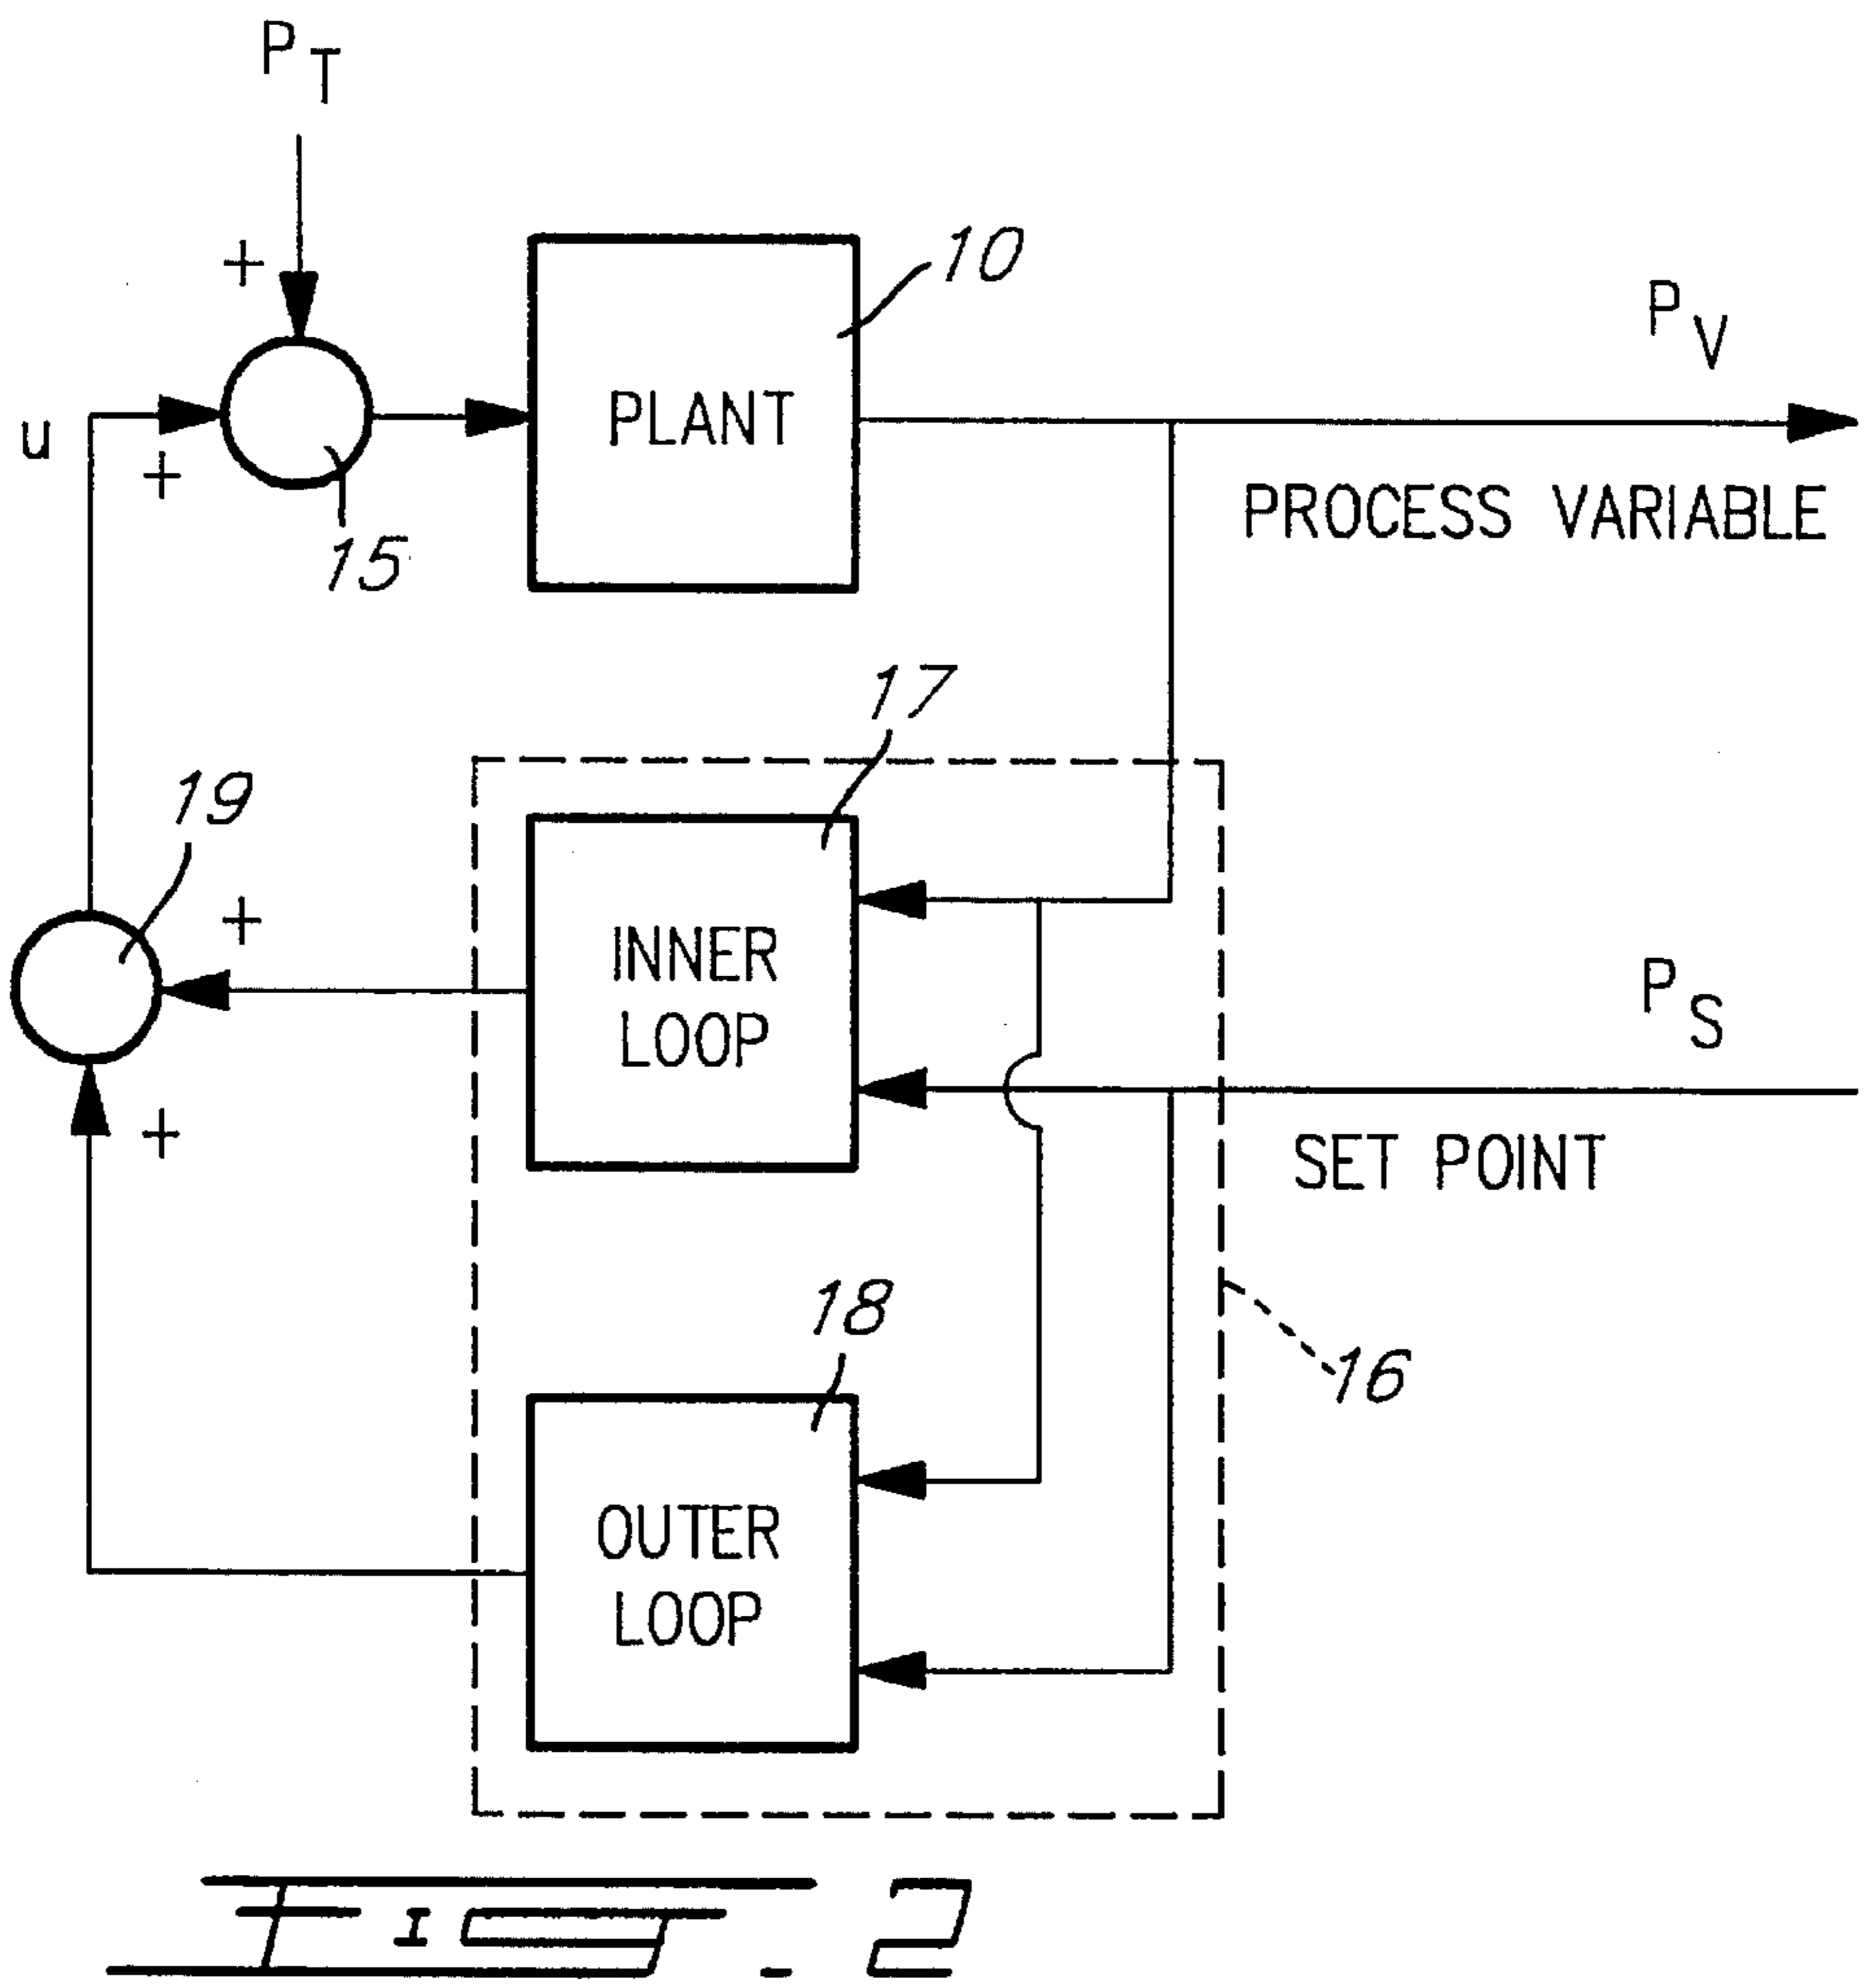 P_T
+
10
P_V
u
PLANT
+
PROCESS VARIABLE
15
17
19
+
INNER
LOOP
P_S
+
SET POINT
18
16
OUTER
LOOP
FIG. 2